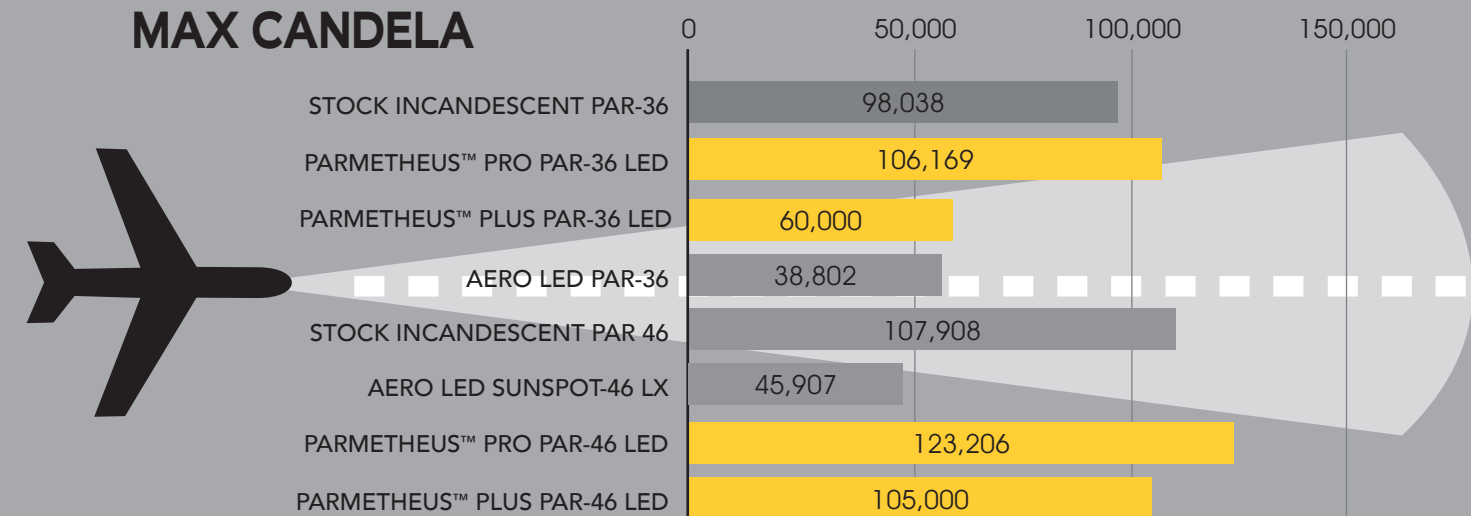 MAX CANDELA
0 50,000 100,000 150,000
STOCK INCANDESCENT PAR-36 98,038
PARMETHEUS™ PRO PAR-36 LED 106,169
PARMETHEUS™ PLUS PAR-36 LED 60,000
AERO LED PAR-36 38,802
STOCK INCANDESCENT PAR 46 107,908
AERO LED SUNSPOT-46 LX 45,907
PARMETHEUS™ PRO PAR-46 LED 123,206
PARMETHEUS™ PLUS PAR-46 LED 105,000